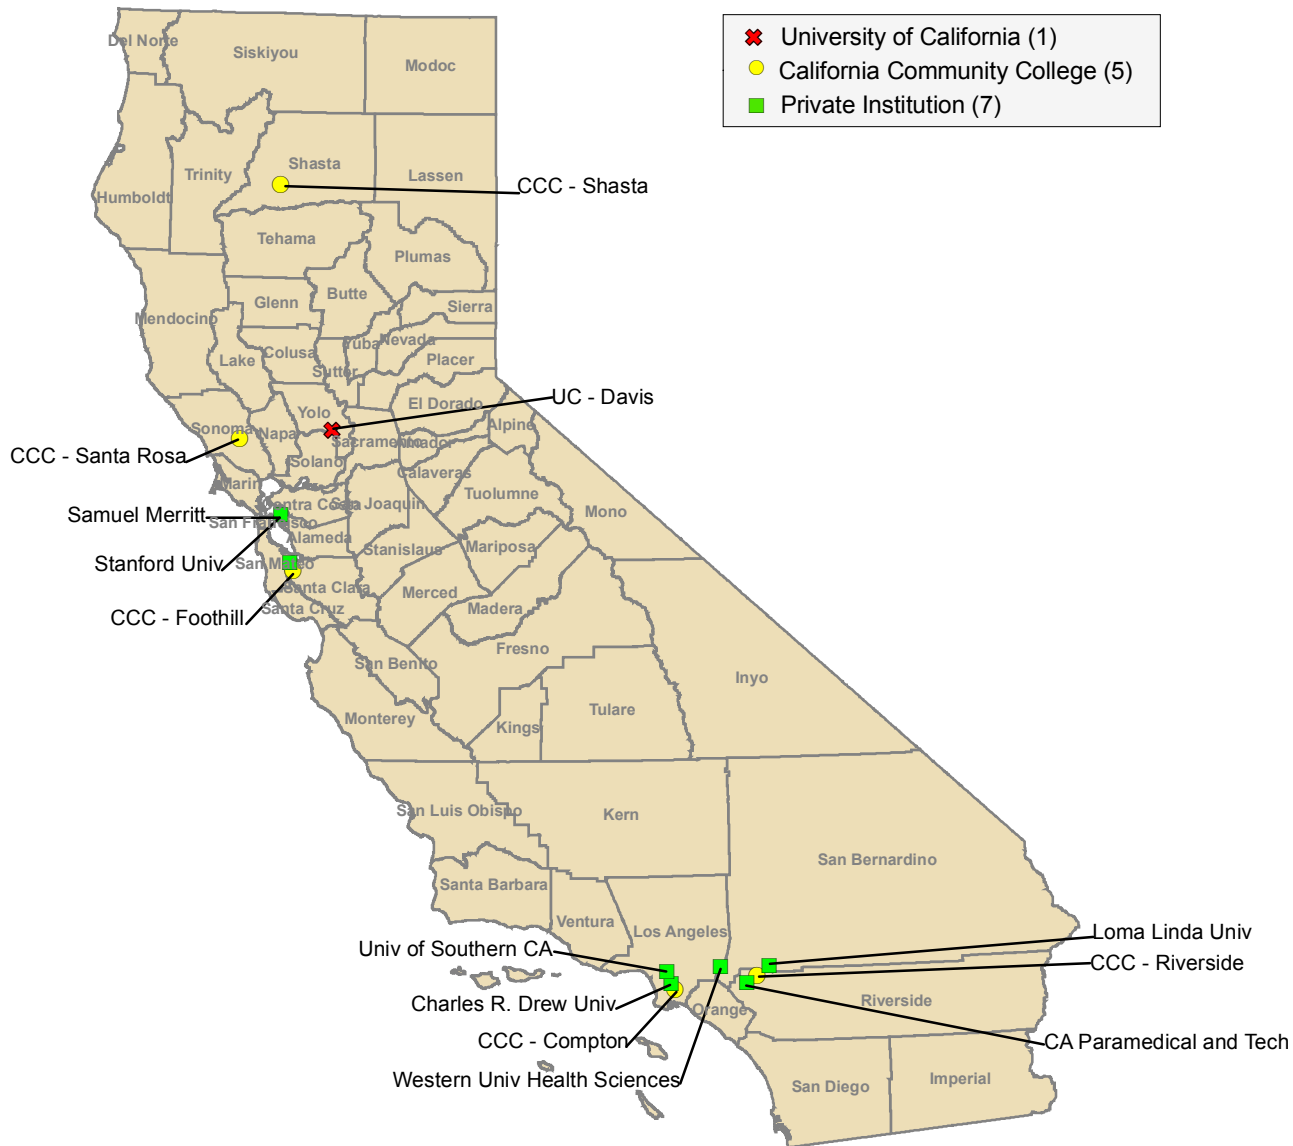 University of California (1)
California Community College (5)
Private Institution (7)
Del Norte
Siskiyou
Modoc
Shasta
Trinity
Lassen
Humboldt
CCC - Shasta
Tehama
Plumas
Butte
Glenn
Sierra
Mendocino
Nevada
Yuba
Colusa
Lake
Placer
Sutter
UC - Davis
El Dorado
Yolo
Alpine
Sonoma
Napa
Sacramento
Amador
CCC - Santa Rosa
Solano
Calaveras
Marin
Tuolumne
Contra Costa
San Joaquin
Mono
Samuel Merritt
San Francisco
Alameda
Stanislaus
Mariposa
Stanford Univ
San Mateo
Santa Clara
Merced
Santa Cruz
Madera
CCC - Foothill
Fresno
San Benito
Inyo
Tulare
Monterey
Kings
San Luis Obispo
Kern
San Bernardino
Santa Barbara
Ventura
Los Angeles
Loma Linda Univ
Univ of Southern CA
CCC - Riverside
Riverside
Charles R. Drew Univ
Orange
CCC - Compton
CA Paramedical and Tech
Western Univ Health Sciences
San Diego
Imperial